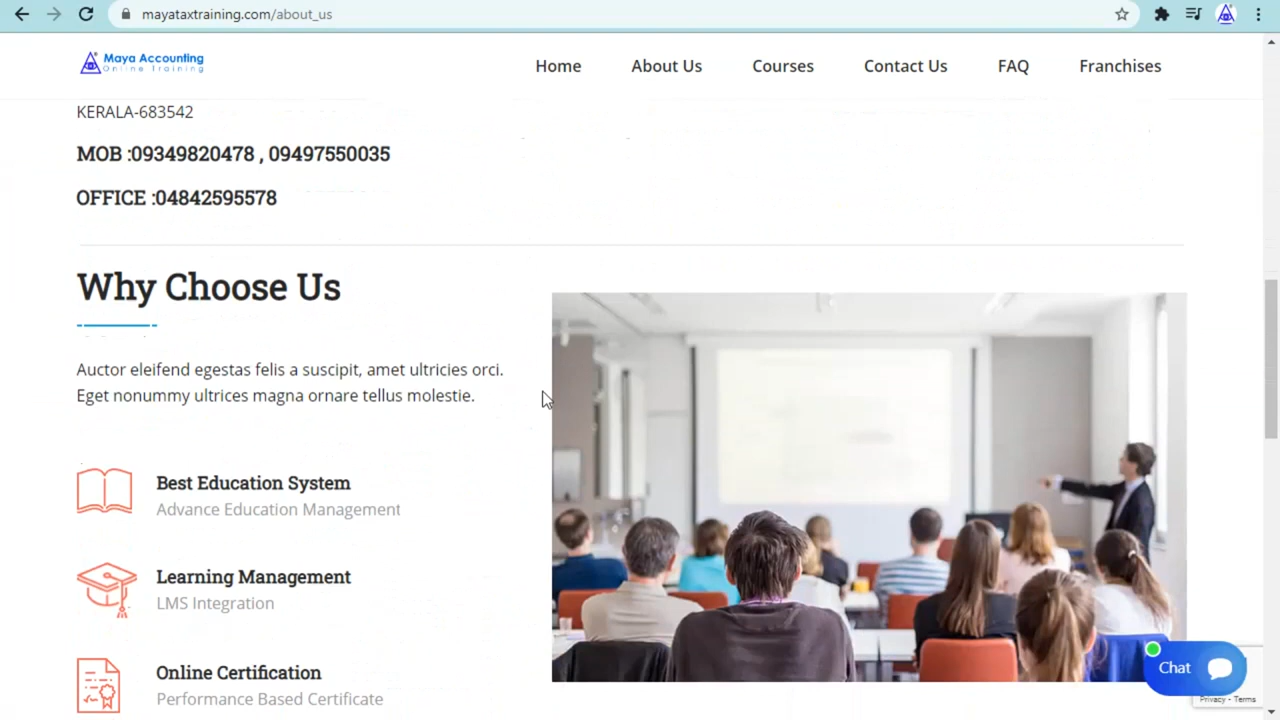 mayataxtraining.com/about_us
Maya Accounting
Online Training
Home
About Us
Courses
Contact Us
FAQ
Franchises
KERALA-683542
MOB :09349820478 , 09497550035
OFFICE :04842595578
Why Choose Us
Auctor eleifend egestas felis a suscipit, amet ultricies orci.
Eget nonummy ultrices magna ornare tellus molestie.
Best Education System
Advance Education Management
Learning Management
LMS Integration
Online Certification
Performance Based Certificate
Chat
Privacy - Terms